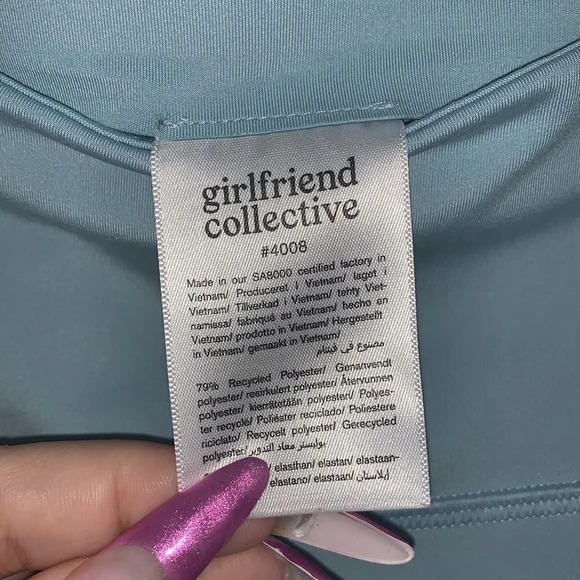 girlfriend
collective
#4008
Made in our SA8000 certified factory in
Vietnam/ Produceret i Vietnam/ laget i
Vietnam/ Tillverkad i Vietnam/ tehty Viet-
namissa/ fabriqué au Vietnam/ hecho en
Vietnam/ prodotto in Vietnam/ Hergestellt
in Vietnam/ gemaakt in Vietnam/
مصنوع في فيتنام
79% Recycled Polyester/ Genanvendt
polyester/ resirkulert polyester/ Återvunnen
polyester/ kierrätetään polyester/ Polyes-
ter recyclé/ Poliéster reciclado/ Poliestere
riciclato/ Recycelt polyester/ Gerecycled
polyester/ بوليستر معاد التدوير
/ elasthan/ elastan/ elastaan-
elastano/ elastaan/ إيلاستان